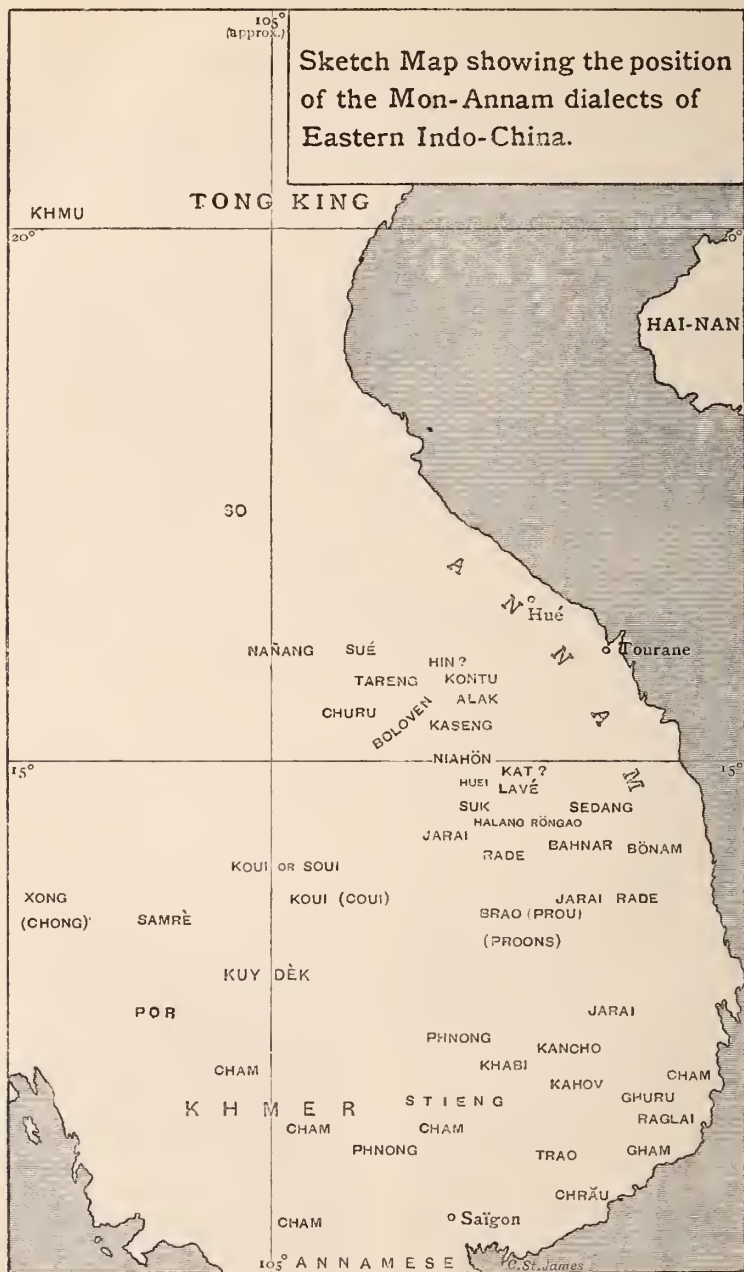 105°
(approx.)
Sketch Map showing the position
of the Mon-Annam dialects of
Eastern Indo-China.
TONG KING
KHMU
20°
20°
HAI-NAN
SO
ANNAM
Hué
NAÑANG SUÉ
Tourane
HIN ?
TARENG KONTU
ALAK
CHURU
BOLOVEN
KASENG
NIAHÖN
15°
15°
KAT ?
HUEI
LAVÉ
SUK SEDANG
HALANG RÖNGAO
JARAI
BAHNAR BÖNAM
RADE
KOUI OR SOUI
XONG
KOUI (COUI)
JARAI RADE
(CHONG)
SAMRÈ
BRAO (PROU)
(PROONS)
KUY DÈK
POR
JARAI
PHNONG
KANCHO
KHABI
CHAM
CHAM
KAHOV
GHURU
STIENG
KHMER
RAGLAI
CHAM
CHAM
PHNONG
TRAO
GHAM
CHRĂU
CHAM
Saïgon
105°
ANNAMESE
C. St. James